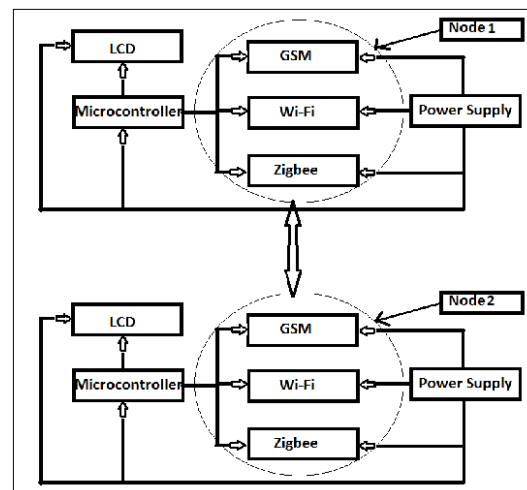 Node 1
LCD
GSM
Microcontroller
Wi-Fi
Power Supply
Zigbee
Node 2
LCD
GSM
Microcontroller
Wi-Fi
Power Supply
Zigbee